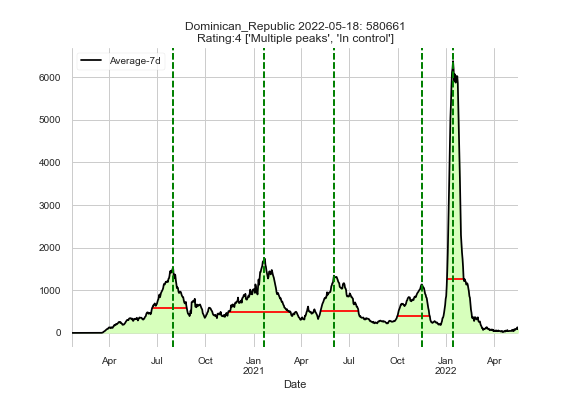 Dominican_Republic 2022-05-18: 580661
Rating:4 ['Multiple peaks', 'In control']
Average-7d
6000
5000
4000
3000
2000
1000
0
Apr Jul Oct Jan Apr Jul Oct Jan Apr
2021 2022
Date